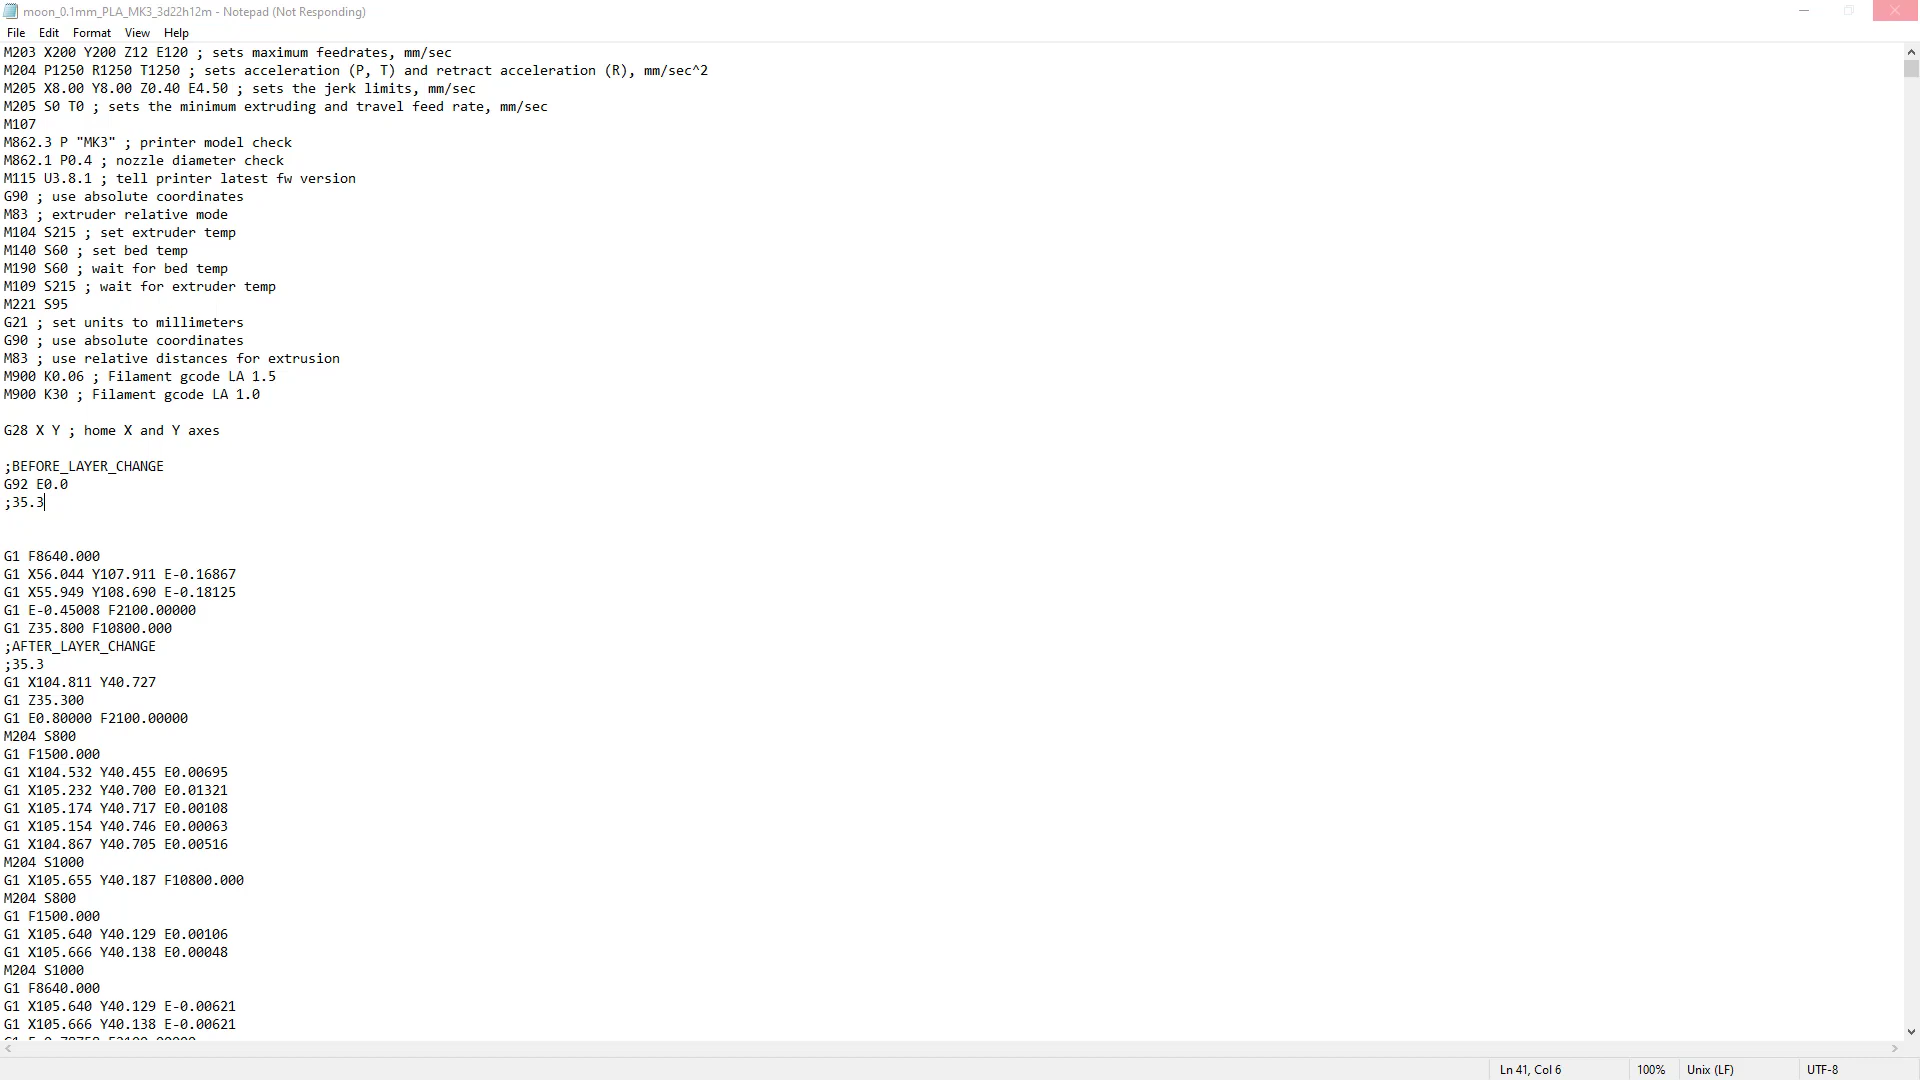 moon_0.1mm_PLA_MK3_3d22h12m - Notepad (Not Responding)
File Edit Format View Help
M203 X200 Y200 Z12 E120 ; sets maximum feedrates, mm/sec
M204 P1250 R1250 T1250 ; sets acceleration (P, T) and retract acceleration (R), mm/sec^2
M205 X8.00 Y8.00 Z0.40 E4.50 ; sets the jerk limits, mm/sec
M205 S0 T0 ; sets the minimum extruding and travel feed rate, mm/sec
M107
M862.3 P "MK3" ; printer model check
M862.1 P0.4 ; nozzle diameter check
M115 U3.8.1 ; tell printer latest fw version
G90 ; use absolute coordinates
M83 ; extruder relative mode
M104 S215 ; set extruder temp
M140 S60 ; set bed temp
M190 S60 ; wait for bed temp
M109 S215 ; wait for extruder temp
M221 S95
G21 ; set units to millimeters
G90 ; use absolute coordinates
M83 ; use relative distances for extrusion
M900 K0.06 ; Filament gcode LA 1.5
M900 K30 ; Filament gcode LA 1.0
G28 X Y ; home X and Y axes
;BEFORE_LAYER_CHANGE
G92 E0.0
;35.3
G1 F8640.000
G1 X56.044 Y107.911 E-0.16867
G1 X55.949 Y108.690 E-0.18125
G1 E-0.45008 F2100.00000
G1 Z35.800 F10800.000
;AFTER_LAYER_CHANGE
;35.3
G1 X104.811 Y40.727
G1 Z35.300
G1 E0.80000 F2100.00000
M204 S800
G1 F1500.000
G1 X104.532 Y40.455 E0.00695
G1 X105.232 Y40.700 E0.01321
G1 X105.174 Y40.717 E0.00108
G1 X105.154 Y40.746 E0.00063
G1 X104.867 Y40.705 E0.00516
M204 S1000
G1 X105.655 Y40.187 F10800.000
M204 S800
G1 F1500.000
G1 X105.640 Y40.129 E0.00106
G1 X105.666 Y40.138 E0.00048
M204 S1000
G1 F8640.000
G1 X105.640 Y40.129 E-0.00621
G1 X105.666 Y40.138 E-0.00621
Ln 41, Col 6 100% Unix (LF) UTF-8